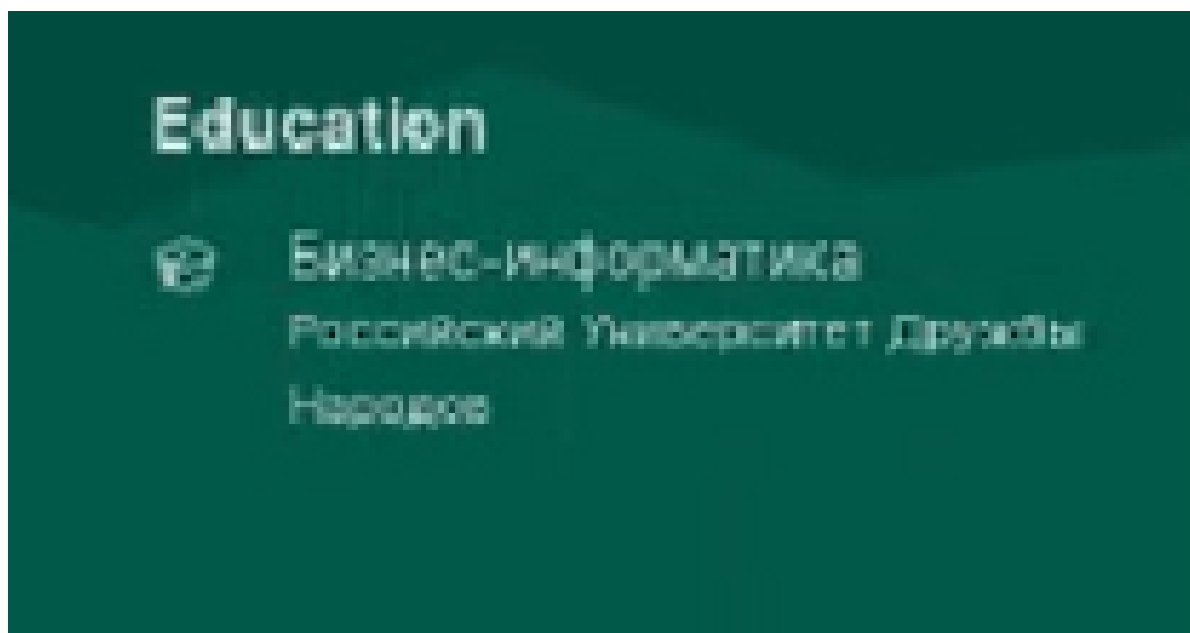 Education
Бизнес-информатика
Российский Университет Дружбы
Народов